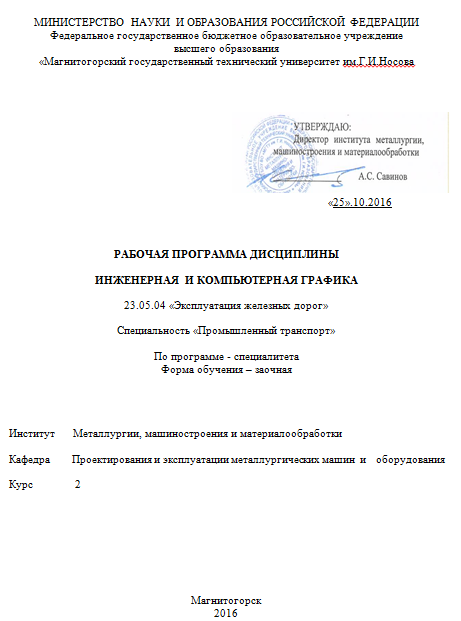 МИНИСТЕРСТВО НАУКИ И ОБРАЗОВАНИЯ РОССИЙСКОЙ ФЕДЕРАЦИИ
Федеральное государственное бюджетное образовательное учреждение
высшего образования
«Магнитогорский государственный технический университет им.Г.И.Носова
УТВЕРЖДАЮ:
Директор института металлургии,
машиностроения и материалообработки
А.С. Савинов
«25».10.2016
РАБОЧАЯ ПРОГРАММА ДИСЦИПЛИНЫ
ИНЖЕНЕРНАЯ И КОМПЬЮТЕРНАЯ ГРАФИКА
23.05.04 «Эксплуатация железных дорог»
Специальность «Промышленный транспорт»
По программе - специалитета
Форма обучения – заочная
Институт Металлургии, машиностроения и материалообработки
Кафедра Проектирования и эксплуатации металлургических машин и оборудования
Курс 2
Магнитогорск
2016